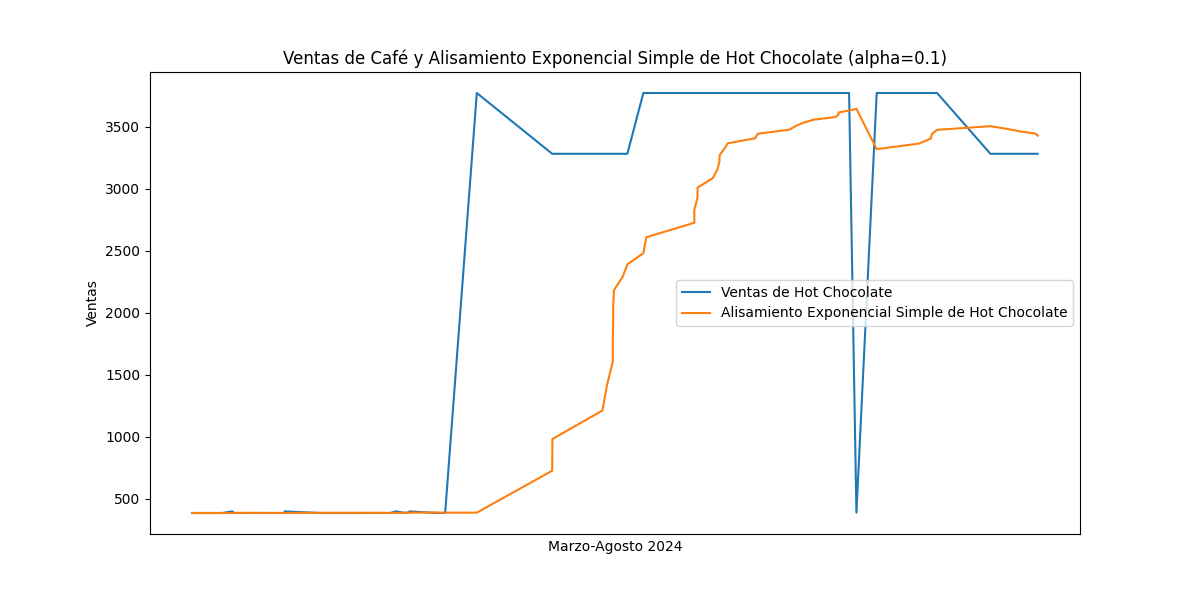 Ventas de Café y Alisamiento Exponencial Simple de Hot Chocolate (alpha=0.1)
3500
3000
2500
2000
1500
1000
500
Ventas
Ventas de Hot Chocolate
Alisamiento Exponencial Simple de Hot Chocolate
Marzo-Agosto 2024